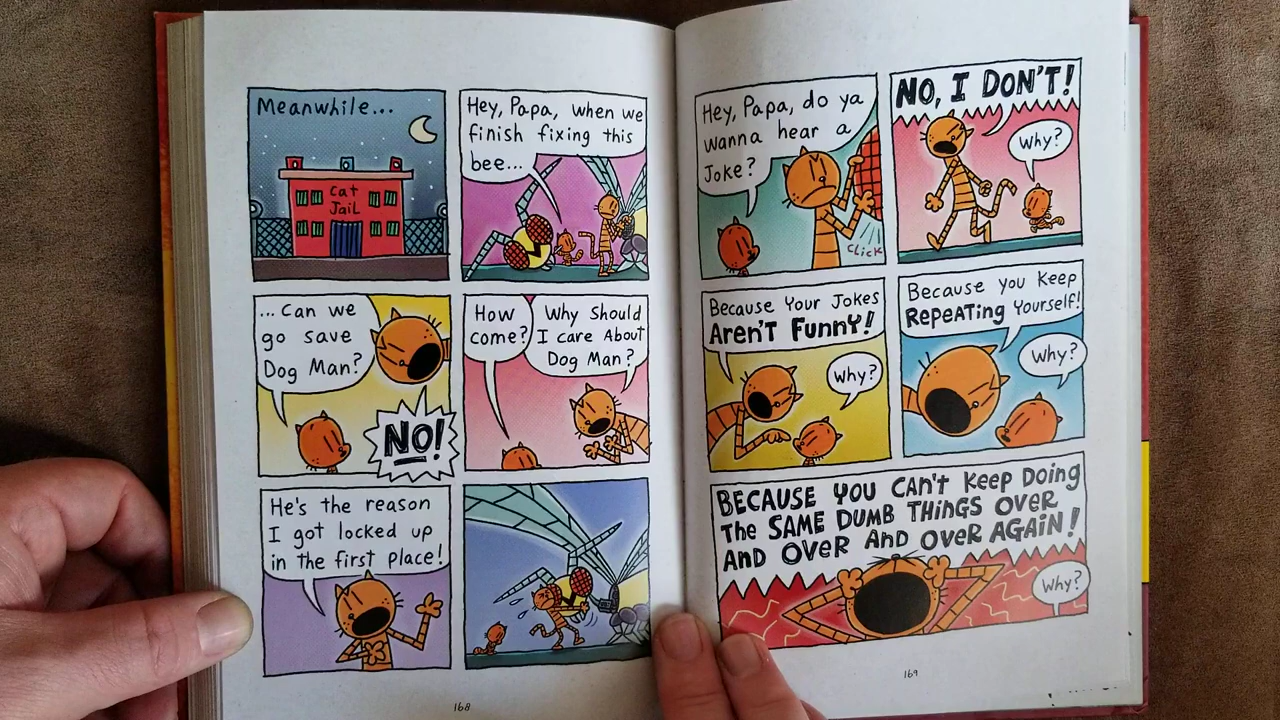 Meanwhile...
Cat
Jail
Hey, Papa, when we
finish fixing this
bee...
...Can we
go save
Dog Man?
NO!
How
come?
Why should
I care About
Dog Man?
He's the reason
I got locked up
in the first place!
168
Hey, Papa, do ya
wanna hear a
Joke?
CLiCK
NO, I DON'T!
Why?
Because Your Jokes
Aren't Funny!
Why?
Because you Keep
RePeATing Yourself!
Why?
BECAUSE YOU CAN'T Keep Doing
The SAME DUMB THiNGS OVER
AND OVER AND OVER AGAiN!
Why?
169